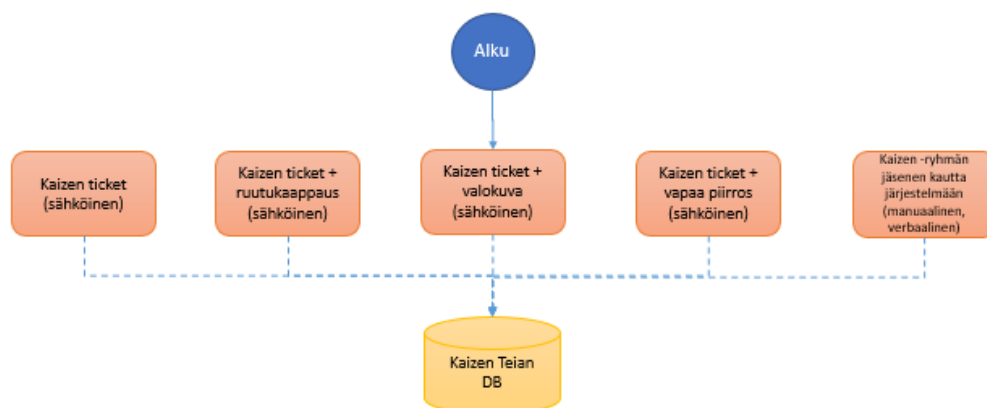 Alku
Kaizen ticket
(sähköinen)
Kaizen ticket +
ruutukaappaus
(sähköinen)
Kaizen ticket +
valokuva
(sähköinen)
Kaizen ticket +
vapaa piirros
(sähköinen)
Kaizen -ryhmän
jäsenen kautta
järjestelmään
(manuaalinen,
verbaalinen)
Kaizen Teian
DB